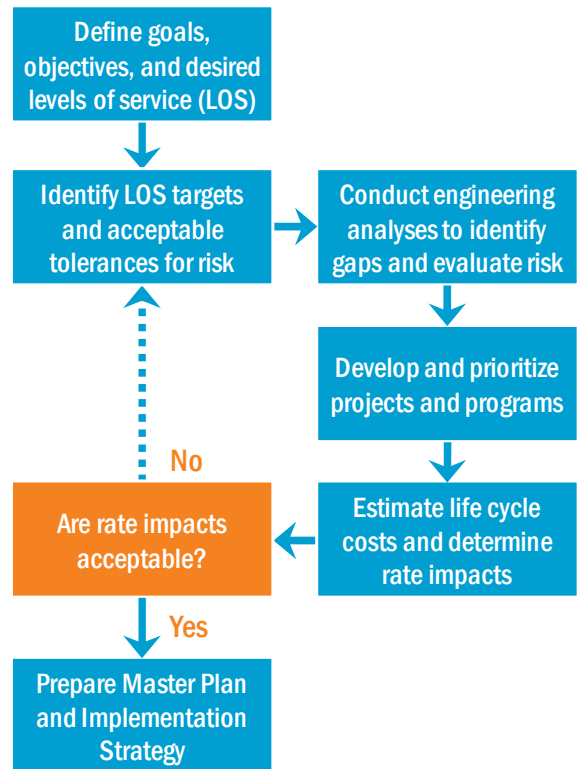 Define goals,
objectives, and desired
levels of service (LOS)
Identify LOS targets
and acceptable
tolerances for risk
Conduct engineering
analyses to identify
gaps and evaluate risk
Develop and prioritize
projects and programs
Estimate life cycle
costs and determine
rate impacts
No
Are rate impacts
acceptable?
Yes
Prepare Master Plan
and Implementation
Strategy